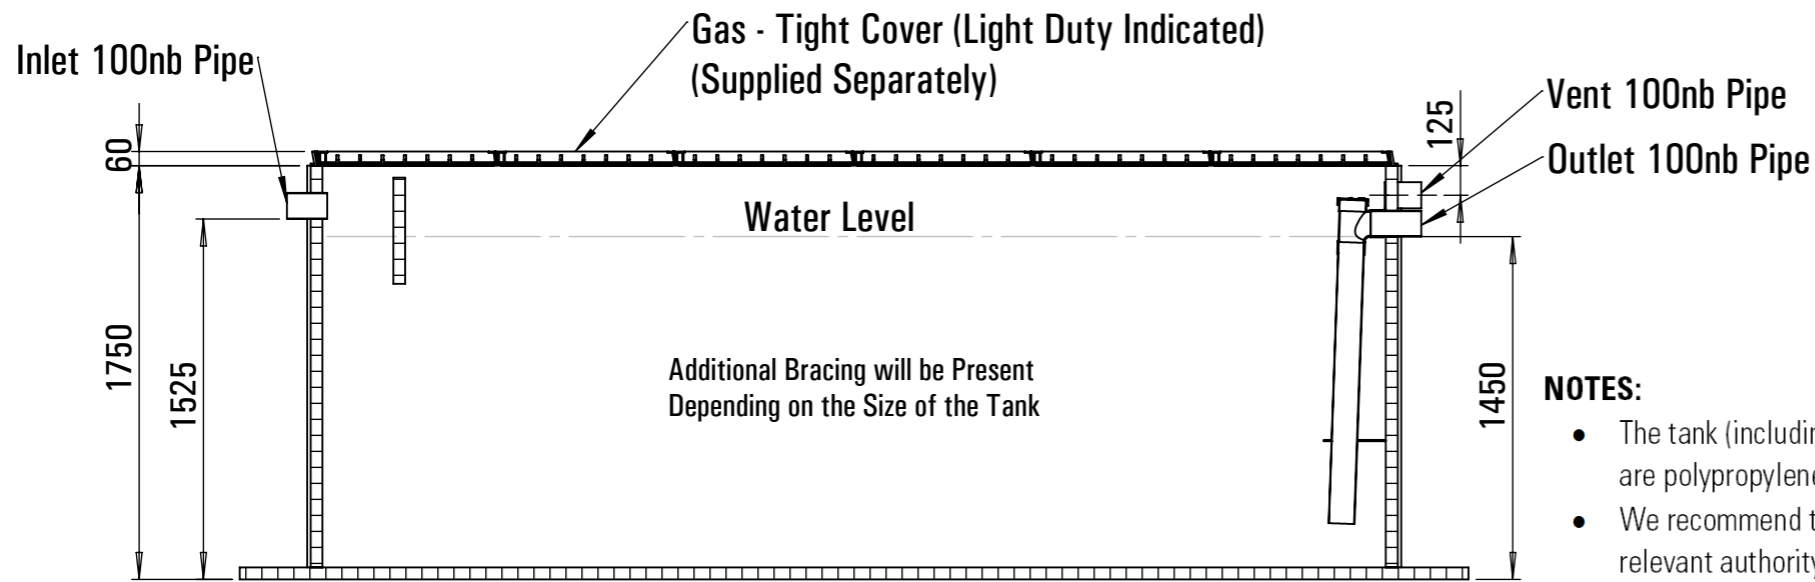 Gas - Tight Cover (Light Duty Indicated)
(Supplied Separately)
Inlet 100nb Pipe
Vent 100nb Pipe
Outlet 100nb Pipe
125
60
Water Level
1750
1525
1450
Additional Bracing will be Present
Depending on the Size of the Tank
NOTES:
● The tank (includin
are polypropylene
● We recommend t
relevant authority